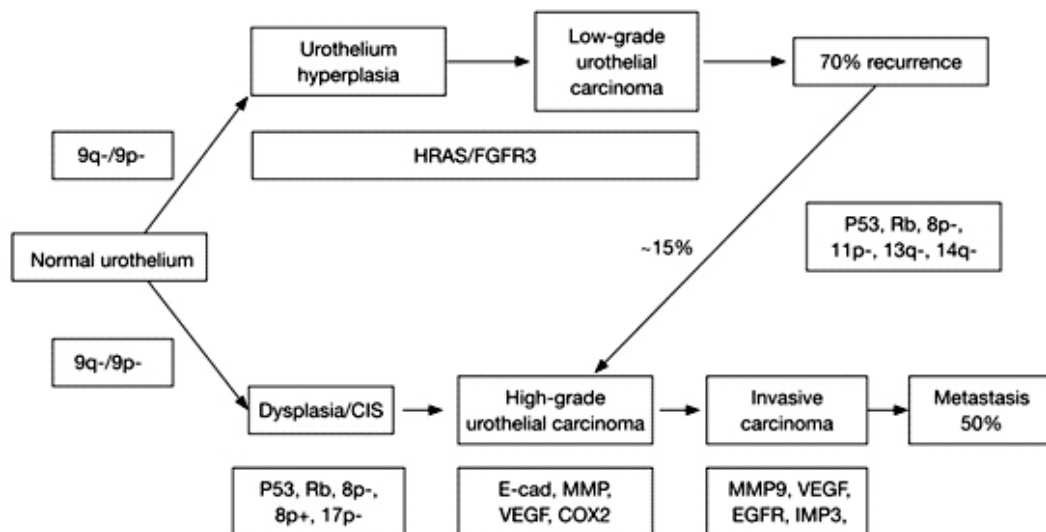 Urothelium
hyperplasia
Low-grade
urothelial
carcinoma
70% recurrence
9q-/9p-
HRAS/FGFR3
P53, Rb, 8p-,
11p-, 13q-, 14q-
Normal urothelium
~15%
9q-/9p-
Dysplasia/CIS
High-grade
urothelial carcinoma
Invasive
carcinoma
Metastasis
50%
P53, Rb, 8p-,
8p+, 17p-
E-cad, MMP,
VEGF, COX2
MMP9, VEGF,
EGFR, IMP3,